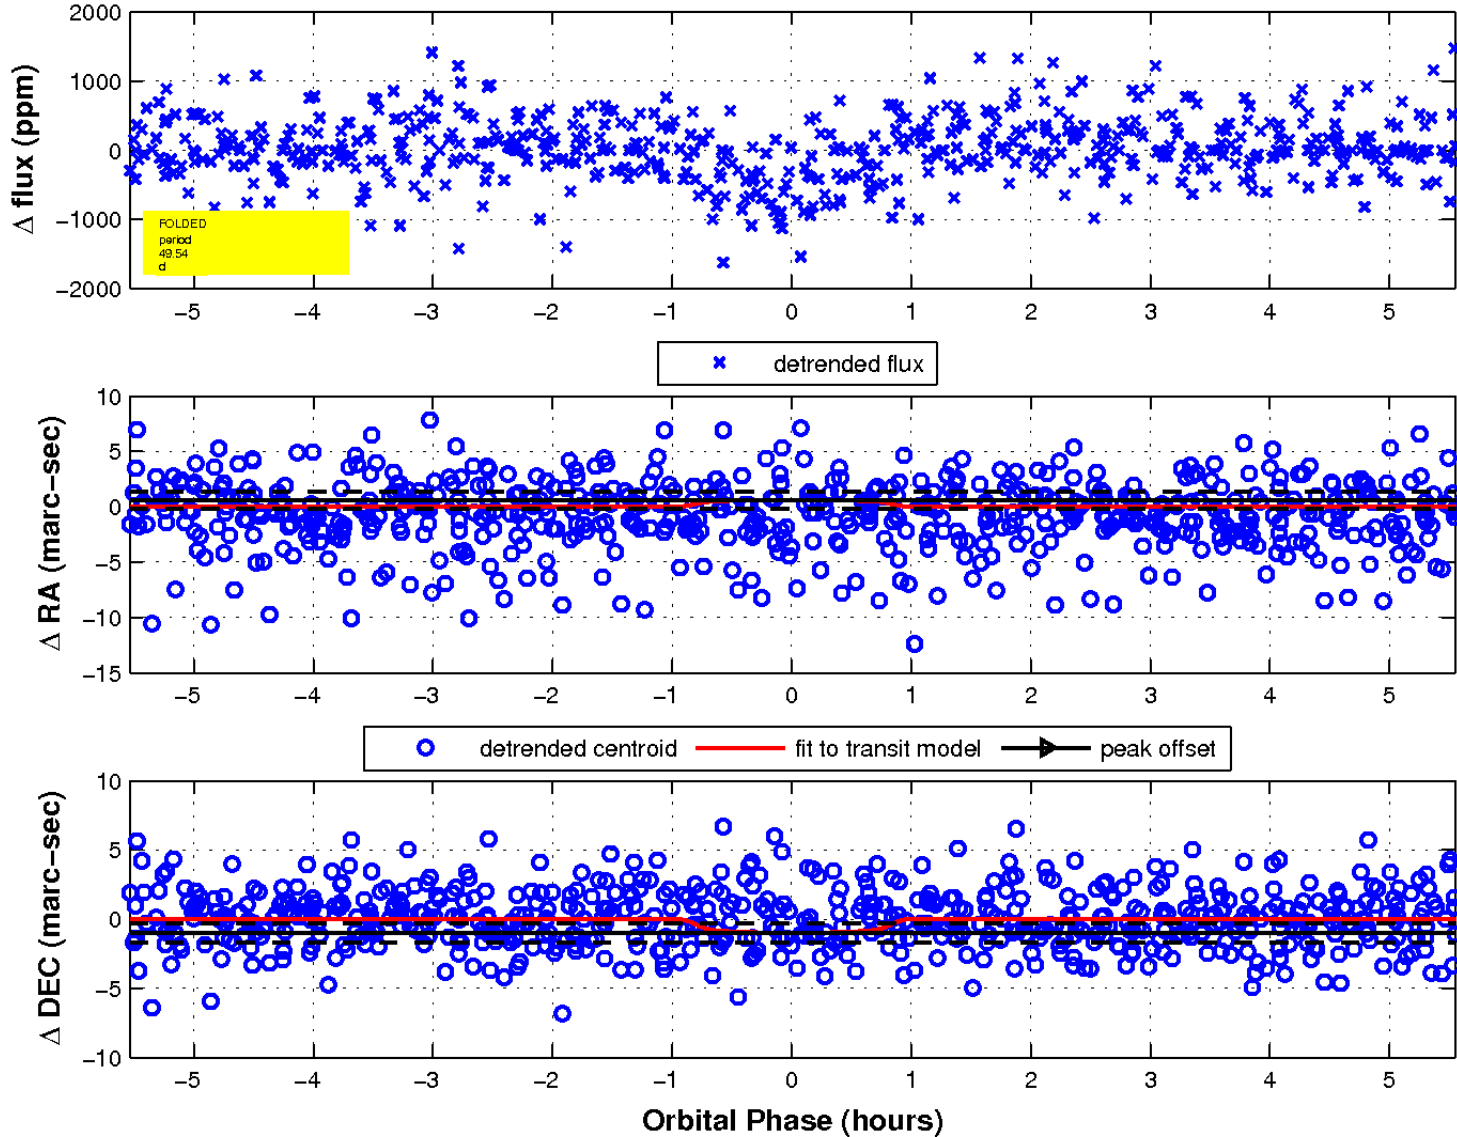 2000
1000
0
−1000
−2000
Δ flux (ppm)
FOLDED
period
49.54
d
−5 −4 −3 −2 −1 0 1 2 3 4 5
detrended flux
10
5
0
−5
−10
−15
Δ RA (marc−sec)
−5 −4 −3 −2 −1 0 1 2 3 4 5
detrended centroid fit to transit model peak offset
10
5
0
−5
−10
Δ DEC (marc−sec)
−5 −4 −3 −2 −1 0 1 2 3 4 5
Orbital Phase (hours)